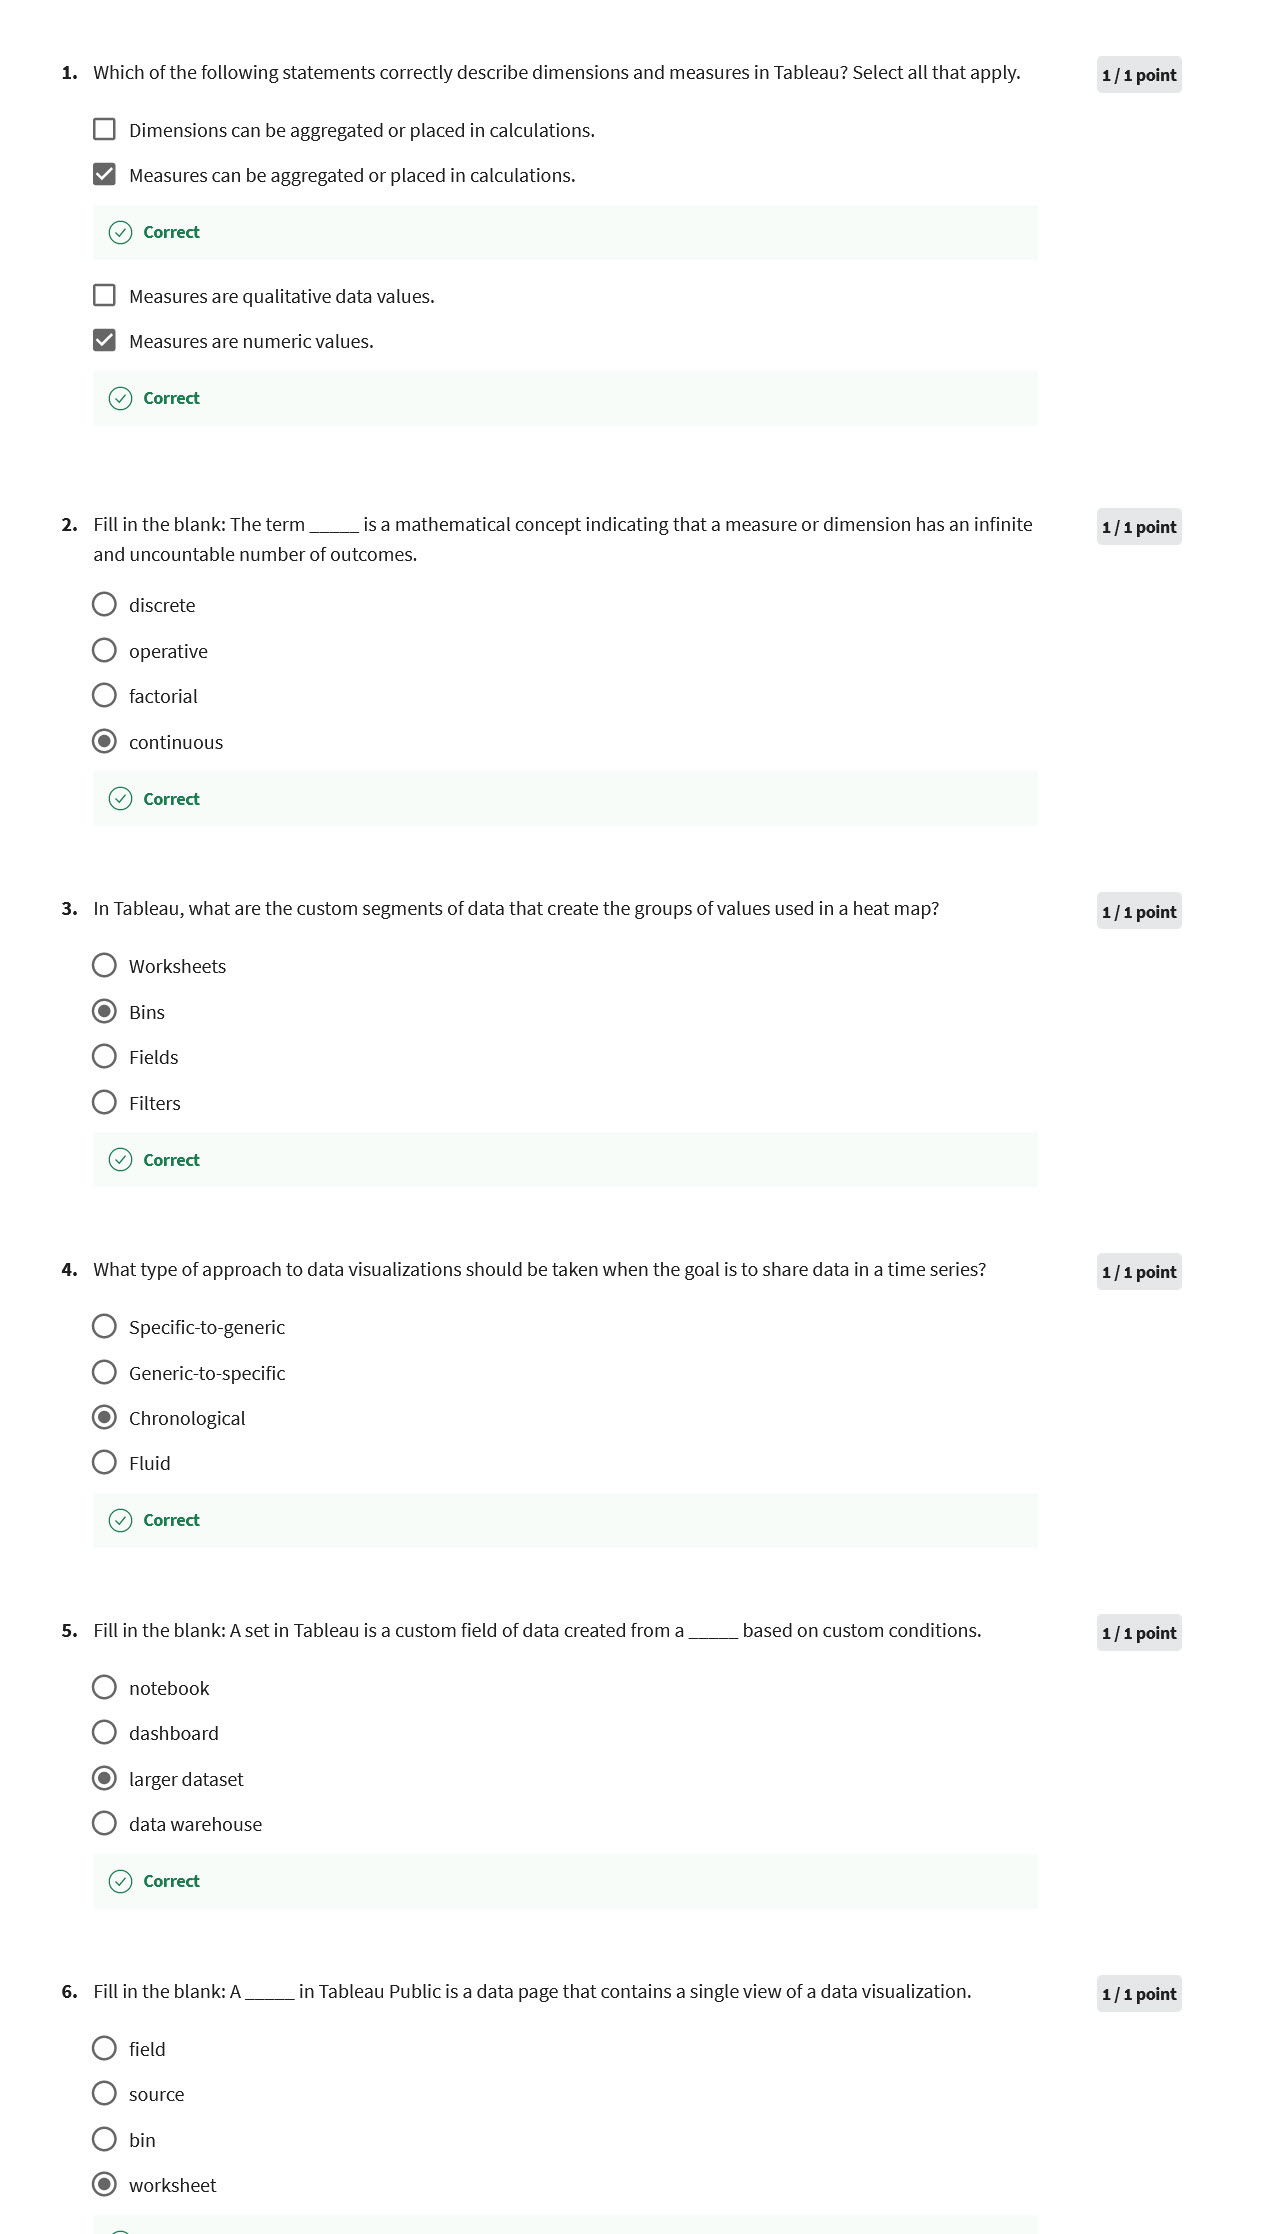 1. Which of the following statements correctly describe dimensions and measures in Tableau? Select all that apply. 1 / 1 point
Dimensions can be aggregated or placed in calculations.
Measures can be aggregated or placed in calculations.
Correct
Measures are qualitative data values.
Measures are numeric values.
Correct
2. Fill in the blank: The term _____ is a mathematical concept indicating that a measure or dimension has an infinite 1 / 1 point
and uncountable number of outcomes.
discrete
operative
factorial
continuous
Correct
3. In Tableau, what are the custom segments of data that create the groups of values used in a heat map? 1 / 1 point
Worksheets
Bins
Fields
Filters
Correct
4. What type of approach to data visualizations should be taken when the goal is to share data in a time series? 1 / 1 point
Specific-to-generic
Generic-to-specific
Chronological
Fluid
Correct
5. Fill in the blank: A set in Tableau is a custom field of data created from a _____ based on custom conditions. 1 / 1 point
notebook
dashboard
larger dataset
data warehouse
Correct
6. Fill in the blank: A _____ in Tableau Public is a data page that contains a single view of a data visualization. 1 / 1 point
field
source
bin
worksheet